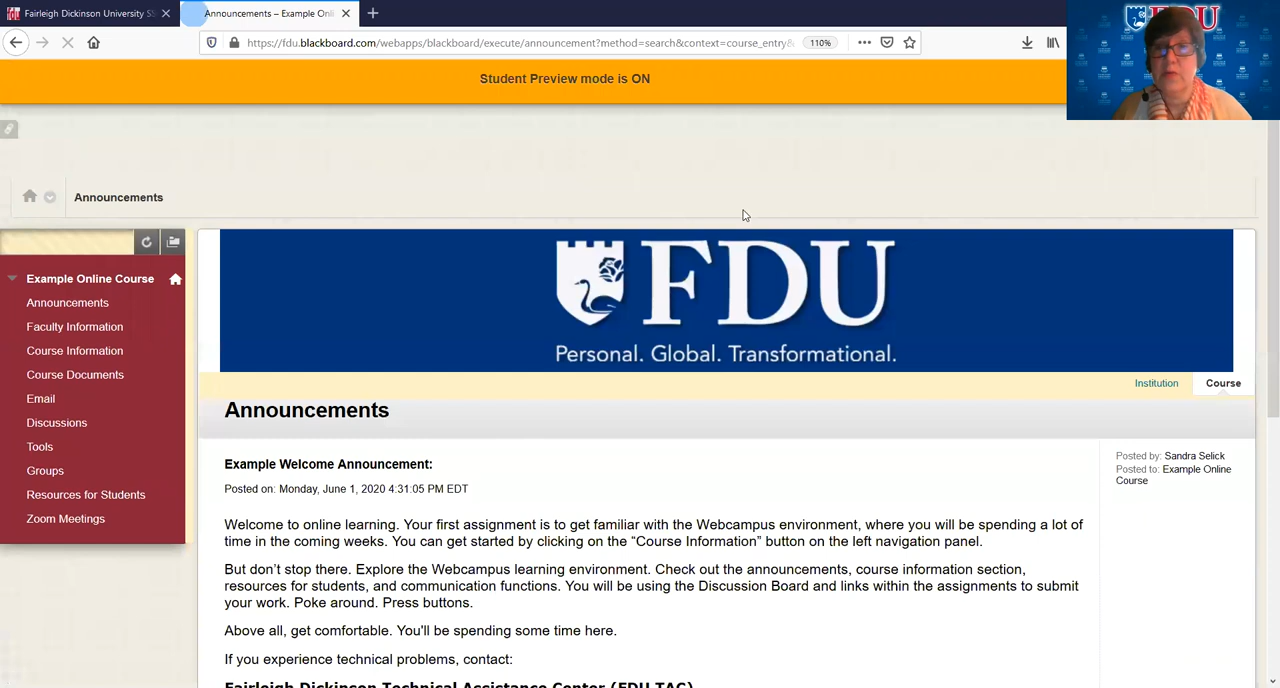 Fairleigh Dickinson University SS
Announcements – Example Onli
https://fdu.blackboard.com/webapps/blackboard/execute/announcement?method=search&context=course_entry&
110%
Student Preview mode is ON
FDU
Announcements
FDU
Personal. Global. Transformational.
Institution
Course
Example Online Course
Announcements
Faculty Information
Course Information
Course Documents
Email
Discussions
Tools
Groups
Resources for Students
Zoom Meetings
Announcements
Example Welcome Announcement:
Posted on: Monday, June 1, 2020 4:31:05 PM EDT
Welcome to online learning. Your first assignment is to get familiar with the Webcampus environment, where you will be spending a lot of
time in the coming weeks. You can get started by clicking on the “Course Information” button on the left navigation panel.
But don’t stop there. Explore the Webcampus learning environment. Check out the announcements, course information section,
resources for students, and communication functions. You will be using the Discussion Board and links within the assignments to submit
your work. Poke around. Press buttons.
Above all, get comfortable. You'll be spending some time here.
If you experience technical problems, contact:
Fairleigh Dickinson Technical Assistance Center (FDU TAC)
Posted by: Sandra Selick
Posted to: Example Online
Course